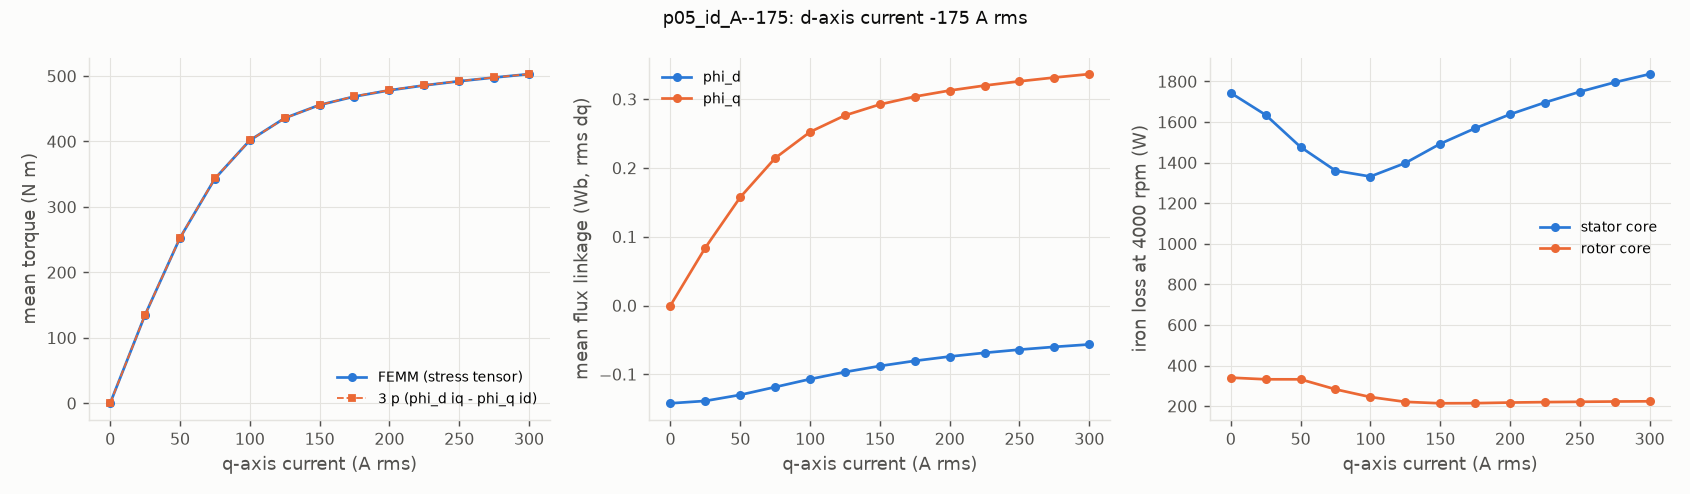 p05_id_A--175: d-axis current -175 A rms
mean torque (N m)
500
400
300
200
100
0
FEMM (stress tensor)
3 p (phi_d iq - phi_q id)
0 50 100 150 200 250 300
q-axis current (A rms)
mean flux linkage (Wb, rms dq)
phi_d
phi_q
0.3
0.2
0.1
0.0
−0.1
0 50 100 150 200 250 300
q-axis current (A rms)
iron loss at 4000 rpm (W)
1800
1600
1400
1200
1000
800
600
400
200
stator core
rotor core
0 50 100 150 200 250 300
q-axis current (A rms)